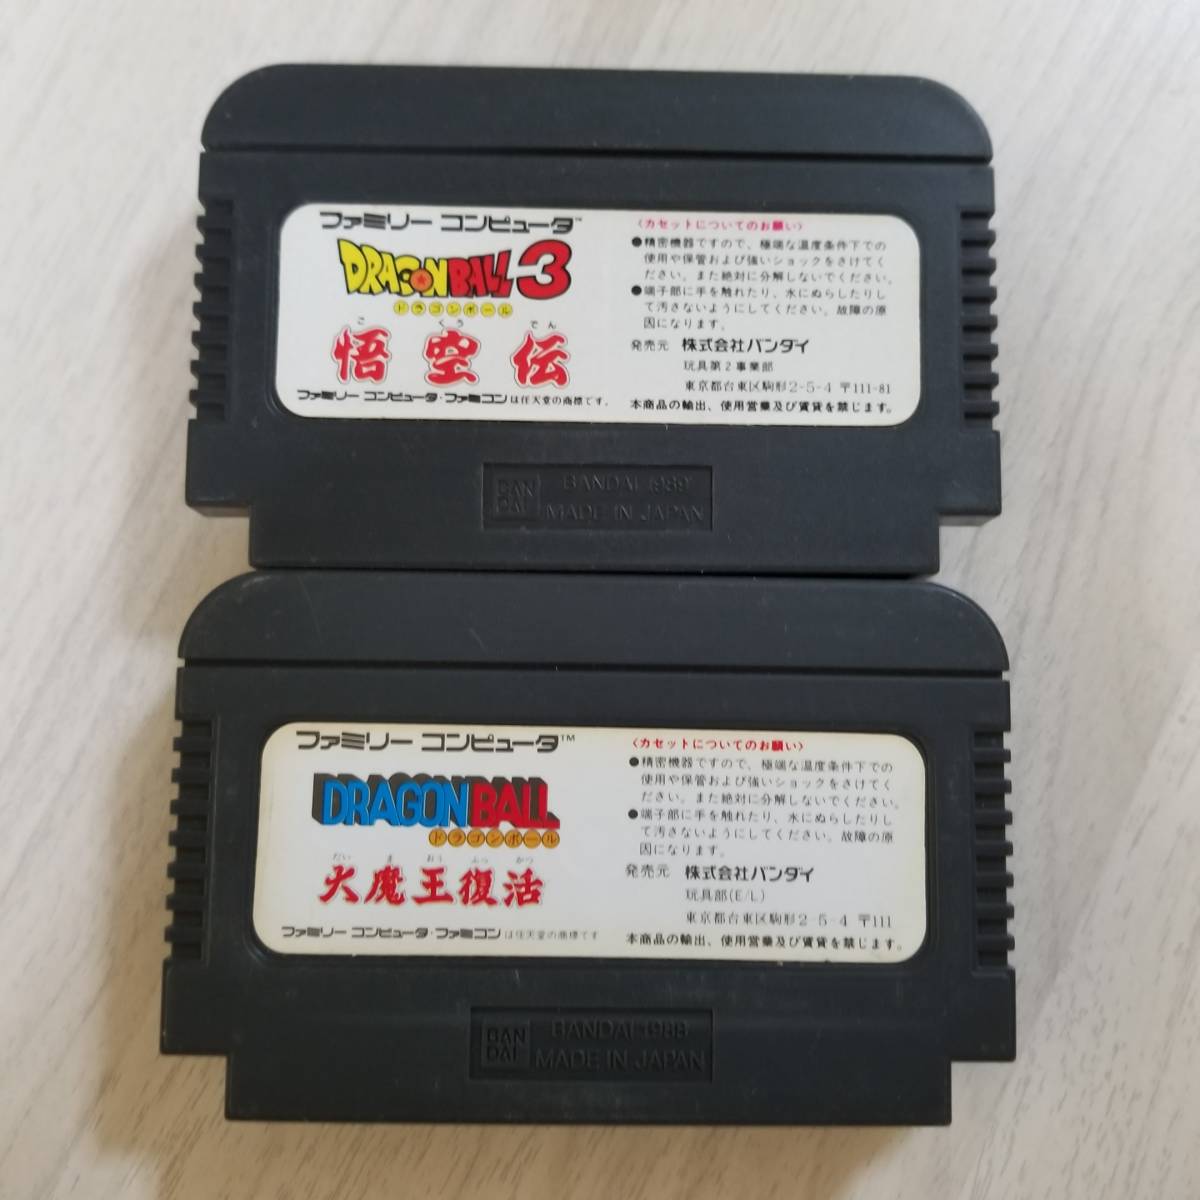 ファミリー コンピュータ™
DRAGON BALL 3
ドラゴンボール
ご くう でん
悟空伝
ファミリー コンピュータ・ファミコンは任天堂の商標です。
〈カセットについてのお願い〉
●精密機器ですので、極端な温度条件下での
使用や保管および強いショックをさけてく
ださい。また絶対に分解しないでください。
●端子部に手を触れたり、水にぬらしたりし
て汚さないようにしてください。故障の原
因になります。
発売元 株式会社バンダイ
玩具第2事業部
東京都台東区駒形2-5-4 〒111-81
本商品の輸出、使用営業及び賃貸を禁じます。
BAN
DAI
BANDAI 1989
MADE IN JAPAN
ファミリー コンピュータ™
DRAGON BALL
ドラゴンボール
だい ま おう ふっ かつ
大魔王復活
ファミリー コンピュータ・ファミコンは任天堂の商標です
〈カセットについてのお願い〉
●精密機器ですので、極端な温度条件下での
使用や保管および強いショックをさけてく
ださい。また絶対に分解しないでください。
●端子部に手を触れたり、水にぬらしたりし
て汚さないようにしてください。故障の原
因になります。
発売元 株式会社バンダイ
玩具部(E/L)
東京都台東区駒形2-5-4 〒111
本商品の輸出、使用営業及び賃貸を禁じます。
BAN
DAI
BANDAI 1988
MADE IN JAPAN